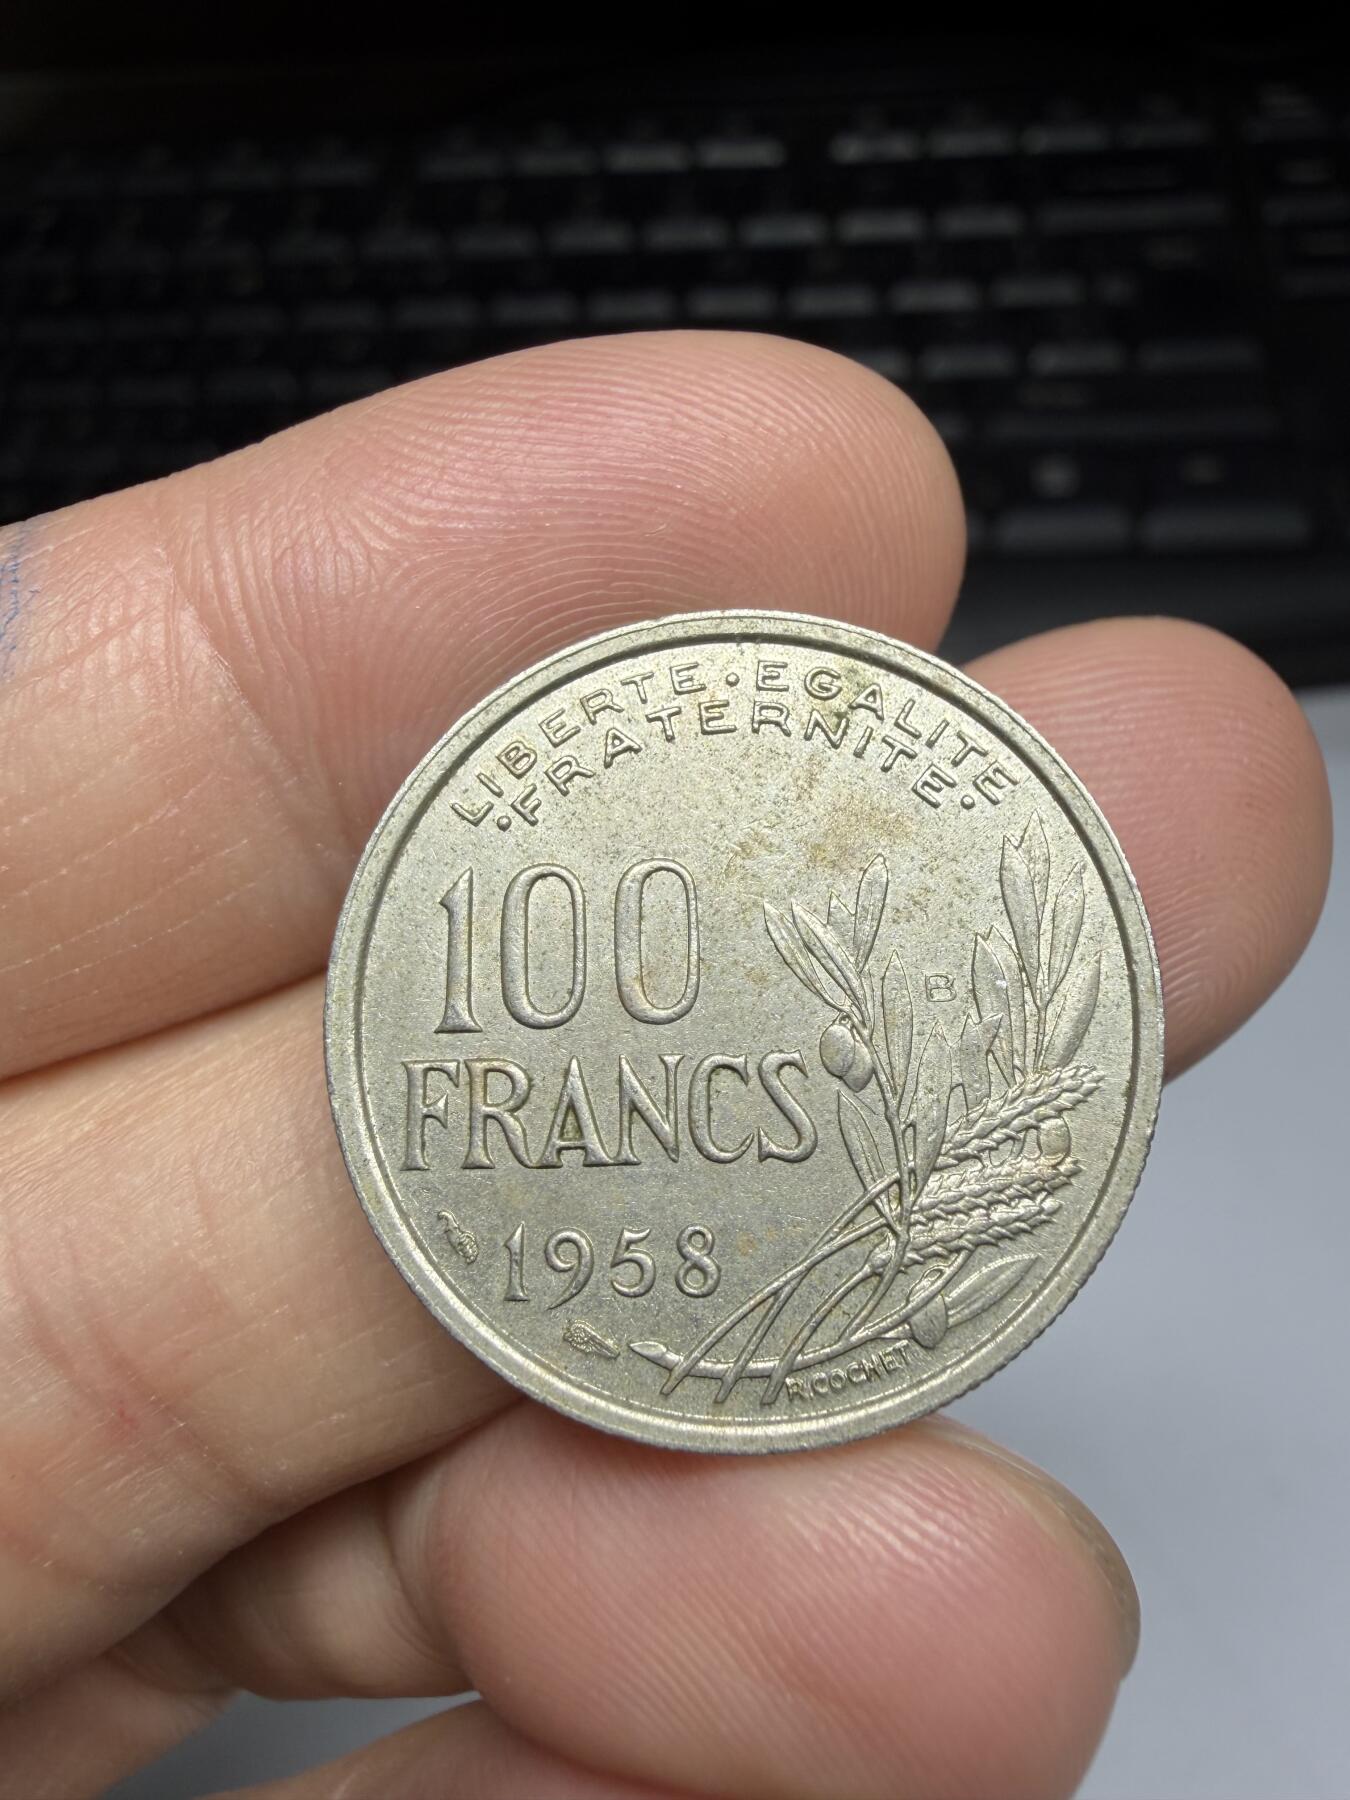 LIBERTE·EGALITE
·FRATERNITE·
100
B
FRANCS
1958
R.COCHET